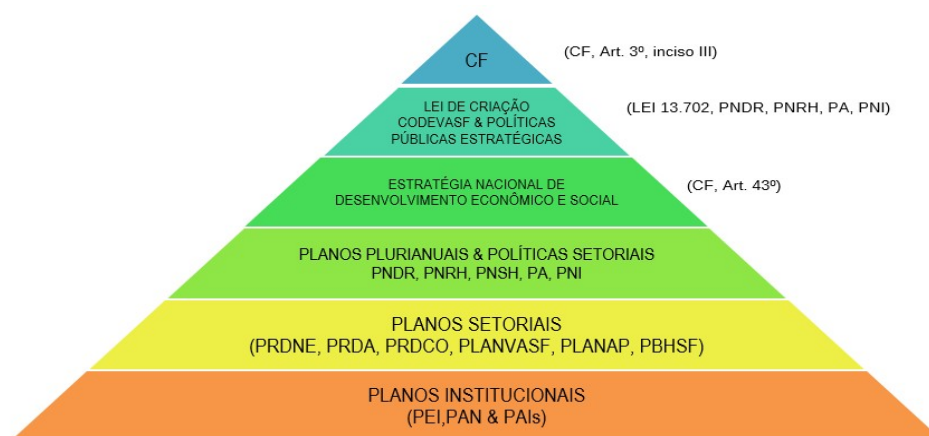 CF
(CF, Art. 3º, inciso III)
LEI DE CRIAÇÃO
CODEVASF & POLÍTICAS
PÚBLICAS ESTRATÉGICAS
(LEI 13.702, PNDR, PNRH, PA, PNI)
ESTRATÉGIA NACIONAL DE
DESENVOLVIMENTO ECONÔMICO E SOCIAL
(CF, Art. 43º)
PLANOS PLURIANUAIS & POLÍTICAS SETORIAIS
PNDR, PNRH, PNSH, PA, PNI
PLANOS SETORIAIS
(PRDNE, PRDA, PRDCO, PLANVASF, PLANAP, PBHSF)
PLANOS INSTITUCIONAIS
(PEI,PAN & PAIs)